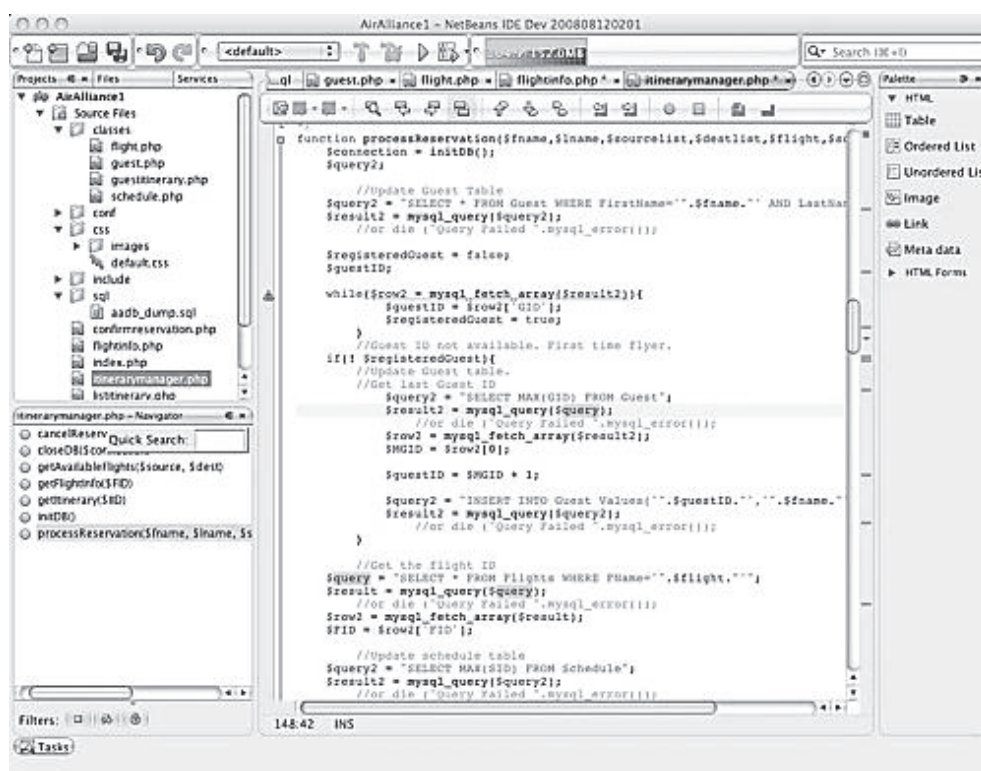 AirAlliance1 - NetBeans IDE Dev 200808120201
<default>
Search (⌘+I)
Projects
Files
Services
AirAlliance1
Source Files
classes
flight.php
guest.php
guestitinerary.php
schedule.php
conf
css
images
default.css
include
sql
aadb_dump.sql
confirmreservation.php
flightinfo.php
index.php
itinerarymanager.php
listitinerary.php
itinerarymanager.php - Navigator
cancelReserv
Quick Search:
closeDB($con
getAvailableFlights($source, $dest)
getFlightInfo($FID)
getItinerary($IID)
initDB()
processReservation($fname, $lname, $s
Filters:
Tasks
...ql
guest.php
flight.php
flightinfo.php *
itinerarymanager.php *
function processReservation($fname,$lname,$sourcelist,$destlist,$flight,$sc
$connection = initDB();
$query2;
//Update Guest Table
$query2 = "SELECT * FROM Guest WHERE FirstName='".$fname."' AND LastNam
$result2 = mysql_query($query2);
//or die ("Query Failed ".mysql_error());
$registeredGuest = false;
$guestID;
while($row2 = mysql_fetch_array($result2)){
$guestID = $row2['GID'];
$registeredGuest = true;
}
//Guest ID not available. First time flyer.
if(! $registeredGuest){
//Update Guest table.
//Get last Guest ID
$query2 = "SELECT MAX(GID) FROM Guest";
$result2 = mysql_query($query);
//or die ("Query Failed ".mysql_error());
$row2 = mysql_fetch_array($result2);
$MGID = $row2[0];
$guestID = $MGID + 1;
$query2 = "INSERT INTO Guest Values('".$guestID."','".$fname."'
$result2 = mysql_query($query2);
//or die ("Query Failed ".mysql_error());
}
//Get the flight ID
$query = "SELECT * FROM Flights WHERE FName='".$flight."'";
$result = mysql_query($query);
//or die ("Query Failed ".mysql_error());
$row2 = mysql_fetch_array($result);
$FID = $row2['FID'];
//Update schedule table
$query2 = "SELECT MAX(SID) FROM Schedule";
$result2 = mysql_query($query2);
//or die ("Query Failed ".mysql_error());
148:42
INS
Palette
HTML
Table
Ordered List
Unordered Lis
Image
Link
Meta data
HTML Forms